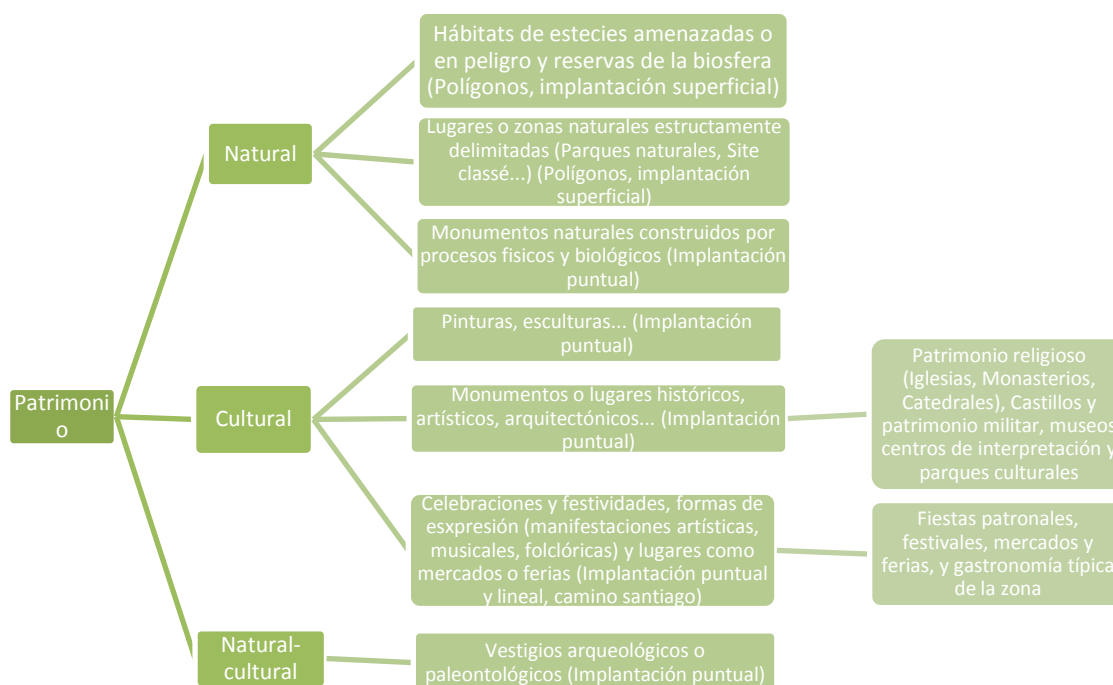 Hábitats de estecies amenazadas o
en peligro y reservas de la biosfera
(Polígonos, implantación superficial)
Natural
Lugares o zonas naturales estructamente
delimitadas (Parques naturales, Site
classé...) (Polígonos, implantación
superficial)
Monumentos naturales construidos por
procesos fisicos y biológicos (Implantación
puntual)
Patrimoni
o
Cultural
Pinturas, esculturas... (Implantación
puntual)
Monumentos o lugares históricos,
artísticos, arquitectónicos... (Implantación
puntual)
Patrimonio religioso
(Iglesias, Monasterios,
Catedrales), Castillos y
patrimonio militar, museos
centros de interpretación y
parques culturales
Celebraciones y festividades, formas de
esxpresión (manifestaciones artísticas,
musicales, folclóricas) y lugares como
mercados o ferias (Implantación puntual
y lineal, camino santiago)
Fiestas patronales,
festivales, mercados y
ferias, y gastronomía típica
de la zona
Natural-
cultural
Vestigios arqueológicos o
paleontológicos (Implantación puntual)